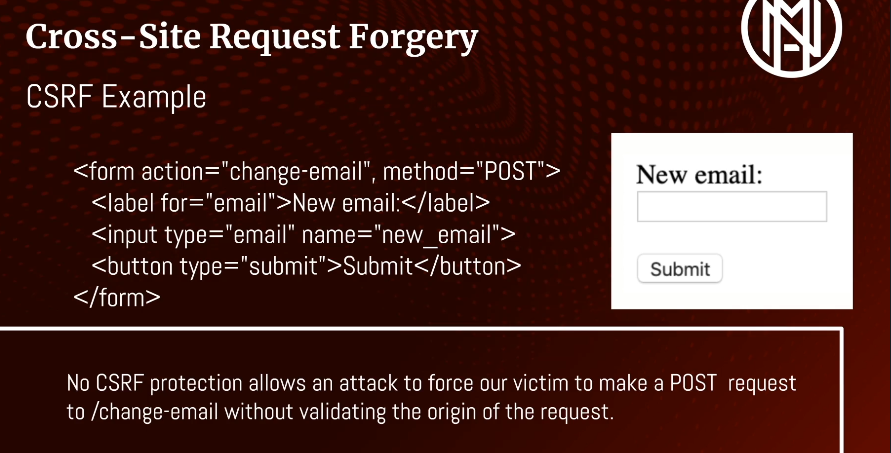 Cross-Site Request Forgery
CSRF Example
<form action="change-email", method="POST">
<label for="email">New email:</label>
<input type="email" name="new_email">
<button type="submit">Submit</button>
</form>
New email:
Submit
No CSRF protection allows an attack to force our victim to make a POST request
to /change-email without validating the origin of the request.